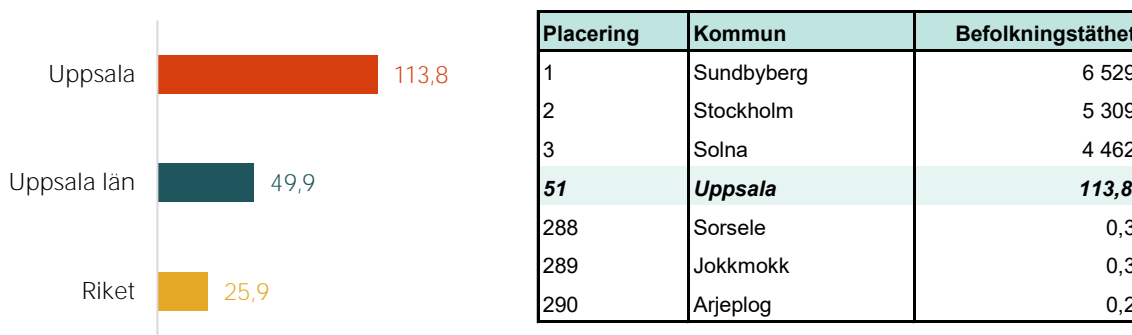 Uppsala 113,8
Uppsala län 49,9
Riket 25,9
Placering Kommun Befolkningstäthet
1 Sundbyberg 6 529
2 Stockholm 5 309
3 Solna 4 462
51 Uppsala 113,8
288 Sorsele 0,3
289 Jokkmokk 0,3
290 Arjeplog 0,2